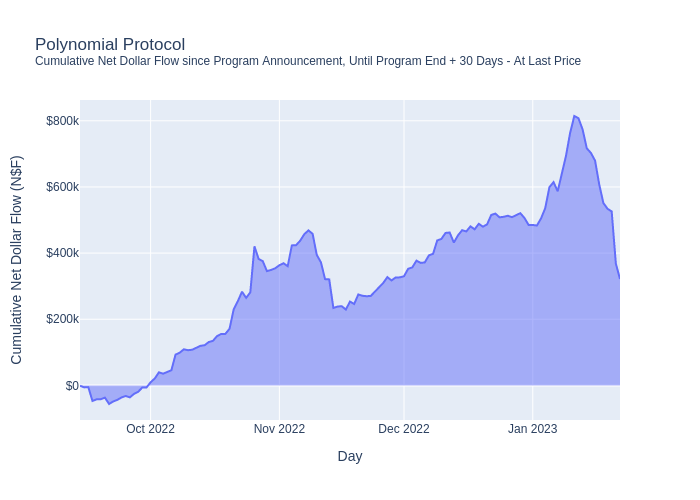 Polynomial Protocol
Cumulative Net Dollar Flow since Program Announcement, Until Program End + 30 Days - At Last Price
Cumulative Net Dollar Flow (N$F)
$800k
$600k
$400k
$200k
$0
Oct 2022
Nov 2022
Dec 2022
Jan 2023
Day